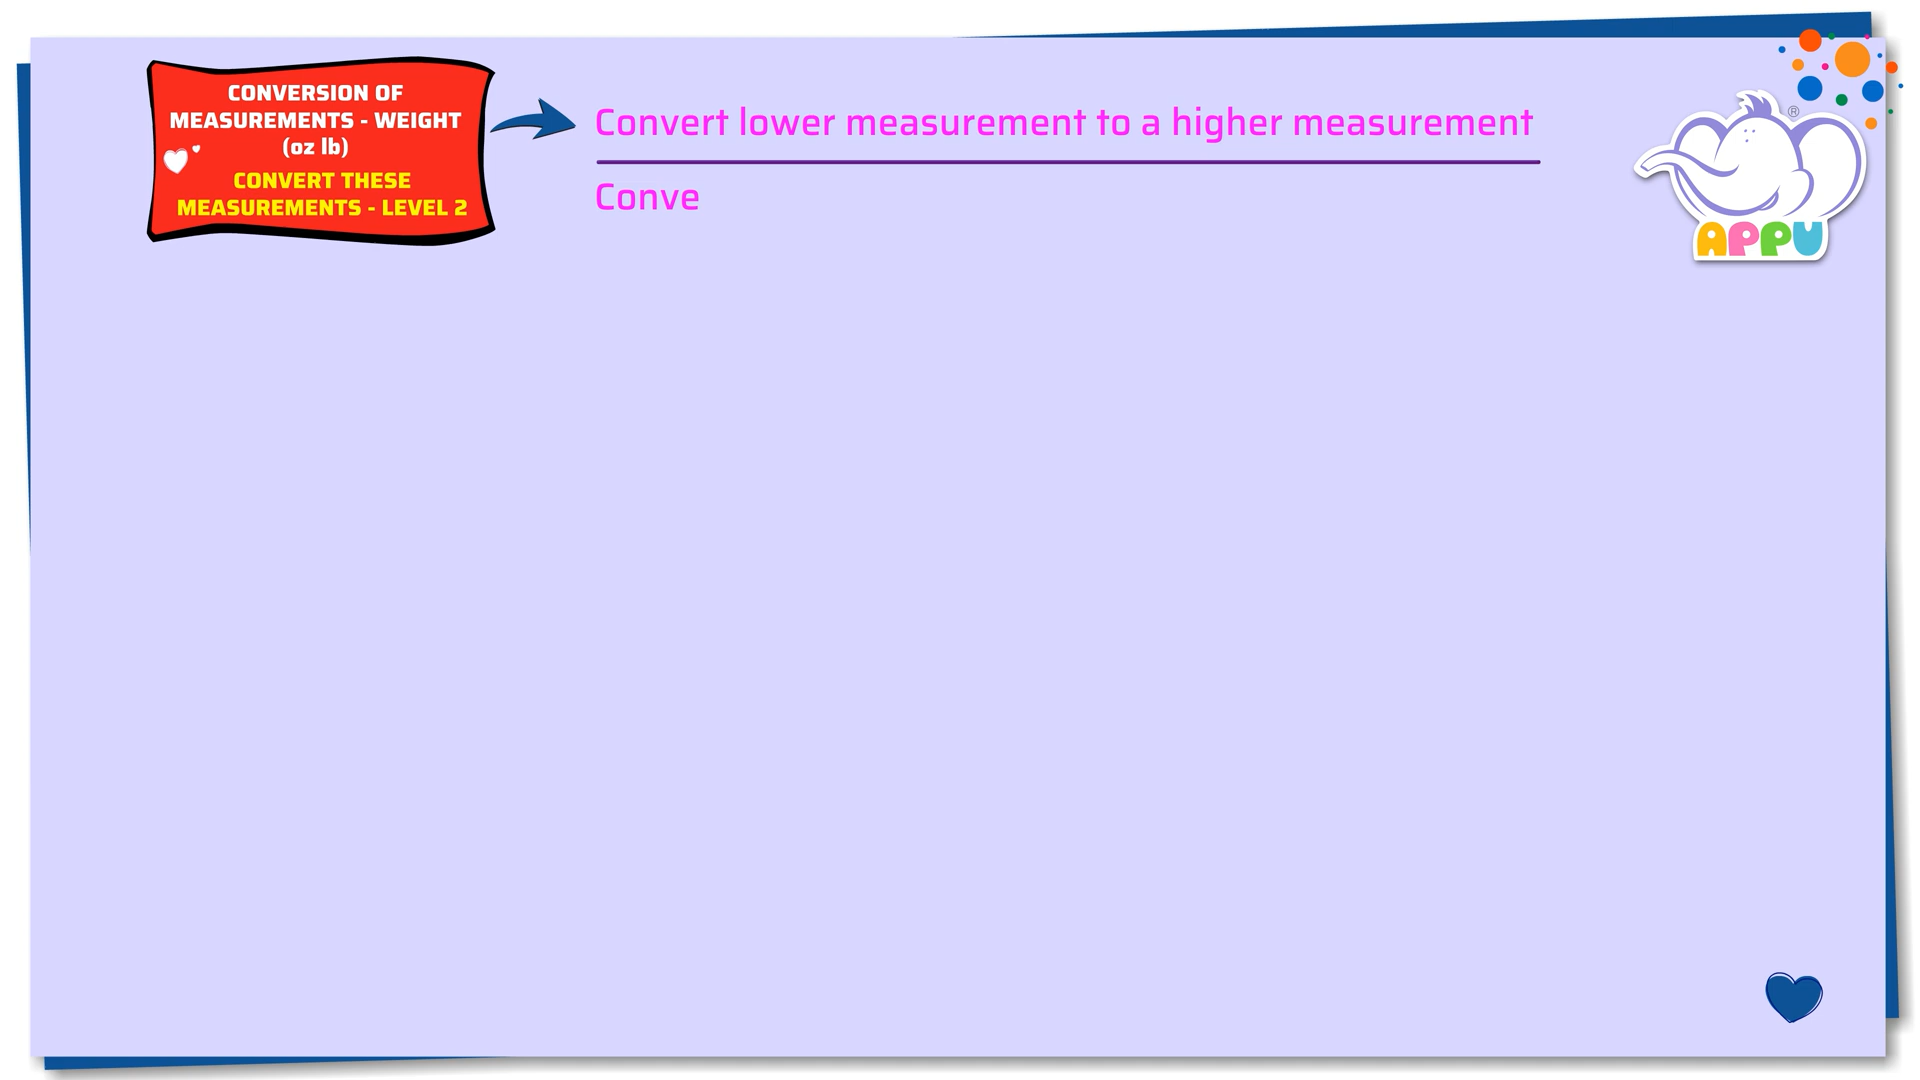 CONVERSION OF
MEASUREMENTS - WEIGHT
(oz lb)
CONVERT THESE
MEASUREMENTS - LEVEL 2
Convert lower measurement to a higher measurement
Conve
®
APPU